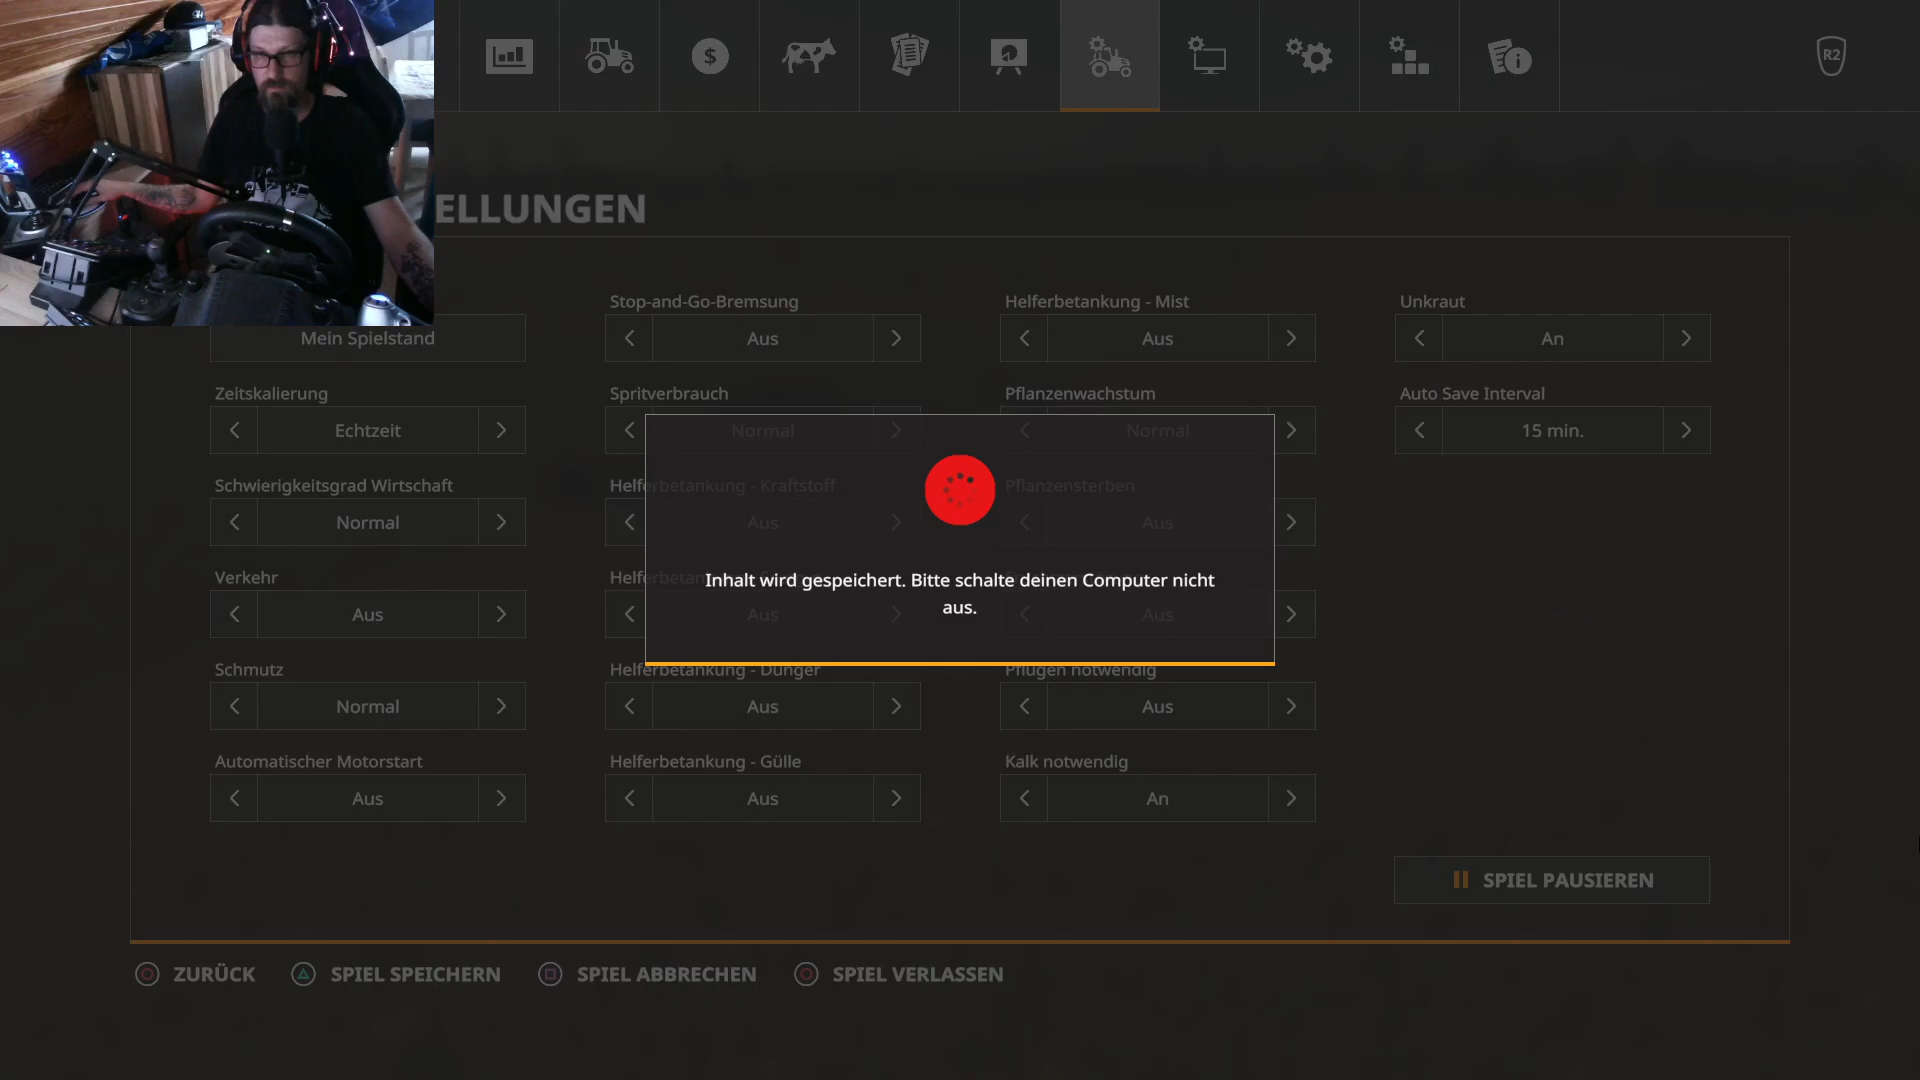 R2
ELLUNGEN
Mein Spielstand
Zeitskalierung
Echtzeit
Schwierigkeitsgrad Wirtschaft
Normal
Verkehr
Aus
Schmutz
Normal
Automatischer Motorstart
Aus
Stop-and-Go-Bremsung
Aus
Spritverbrauch
Normal
Helferbetankung - Kraftstoff
Aus
Aus
Helferbetankung - Dünger
Aus
Helferbetankung - Gülle
Aus
Helferbetankung - Mist
Aus
Pflanzenwachstum
Normal
Pflanzensterben
Aus
Aus
Pflügen notwendig
Aus
Kalk notwendig
An
Unkraut
An
Auto Save Interval
15 min.
Inhalt wird gespeichert. Bitte schalte deinen Computer nicht
aus.
SPIEL PAUSIEREN
ZURÜCK
SPIEL SPEICHERN
SPIEL ABBRECHEN
SPIEL VERLASSEN